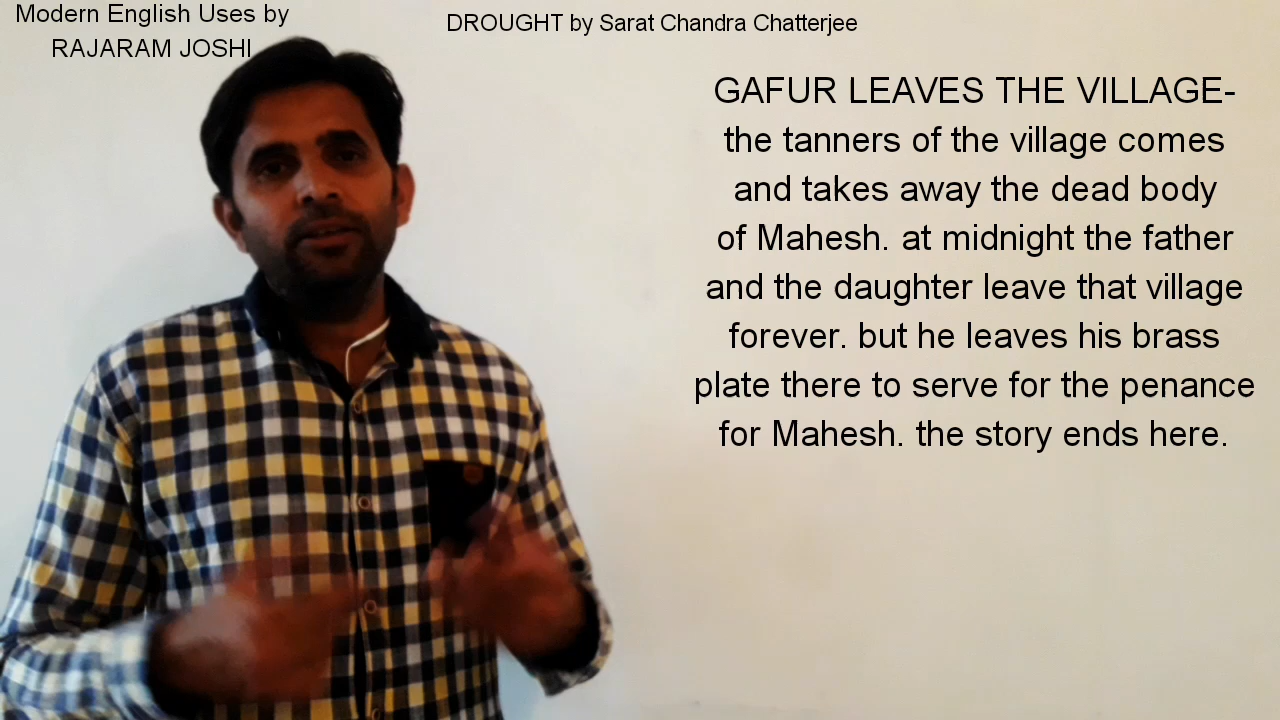 Modern English Uses by
RAJARAM JOSHI
DROUGHT by Sarat Chandra Chatterjee
GAFUR LEAVES THE VILLAGE-
the tanners of the village comes
and takes away the dead body
of Mahesh. at midnight the father
and the daughter leave that village
forever. but he leaves his brass
plate there to serve for the penance
for Mahesh. the story ends here.